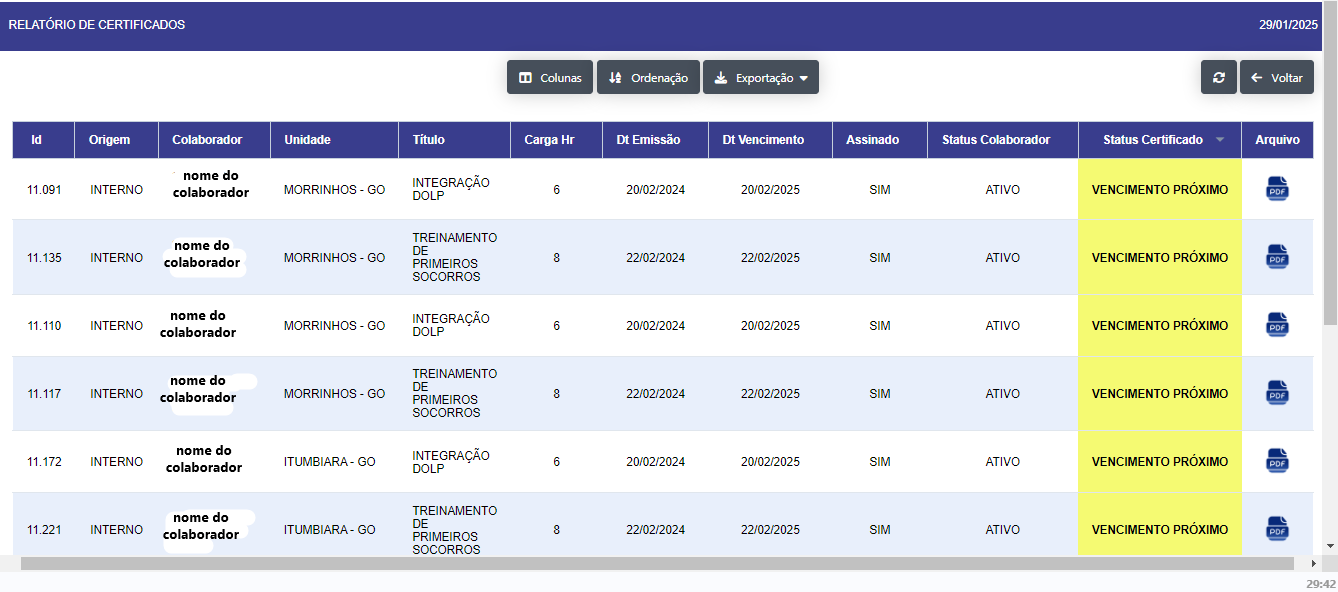 RELATÓRIO DE CERTIFICADOS 29/01/2025
Colunas Ordenação Exportação Voltar
Id Origem Colaborador Unidade Título Carga Hr Dt Emissão Dt Vencimento Assinado Status Colaborador Status Certificado Arquivo
11.091 INTERNO nome do colaborador MORRINHOS - GO INTEGRAÇÃO DOLP 6 20/02/2024 20/02/2025 SIM ATIVO VENCIMENTO PRÓXIMO PDF
11.135 INTERNO nome do colaborador MORRINHOS - GO TREINAMENTO DE PRIMEIROS SOCORROS 8 22/02/2024 22/02/2025 SIM ATIVO VENCIMENTO PRÓXIMO PDF
11.110 INTERNO nome do colaborador MORRINHOS - GO INTEGRAÇÃO DOLP 6 20/02/2024 20/02/2025 SIM ATIVO VENCIMENTO PRÓXIMO PDF
11.117 INTERNO nome do colaborador MORRINHOS - GO TREINAMENTO DE PRIMEIROS SOCORROS 8 22/02/2024 22/02/2025 SIM ATIVO VENCIMENTO PRÓXIMO PDF
11.172 INTERNO nome do colaborador ITUMBIARA - GO INTEGRAÇÃO DOLP 6 20/02/2024 20/02/2025 SIM ATIVO VENCIMENTO PRÓXIMO PDF
11.221 INTERNO nome do colaborador ITUMBIARA - GO TREINAMENTO DE PRIMEIROS SOCORROS 8 22/02/2024 22/02/2025 SIM ATIVO VENCIMENTO PRÓXIMO PDF
29:42